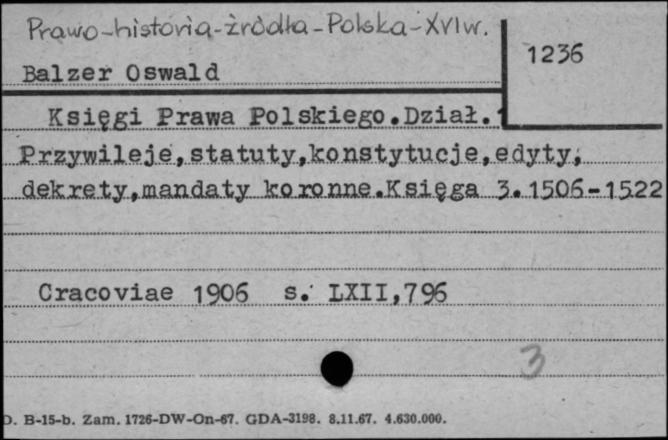 Prawo-historia-źródła-Polska-XVIw.
1236
Balzer Oswald
Księgi Prawa Polskiego.Dział.1
Przywileje,statuty,konstytucje,edyty,
dekrety,mandaty koronne.Księga 3.1506-1522
Cracoviae 1906 s. LXII,796
3
D. B-15-b. Zam. 1726-DW-On-67. GDA-3198. 8.11.67. 4.630.000.